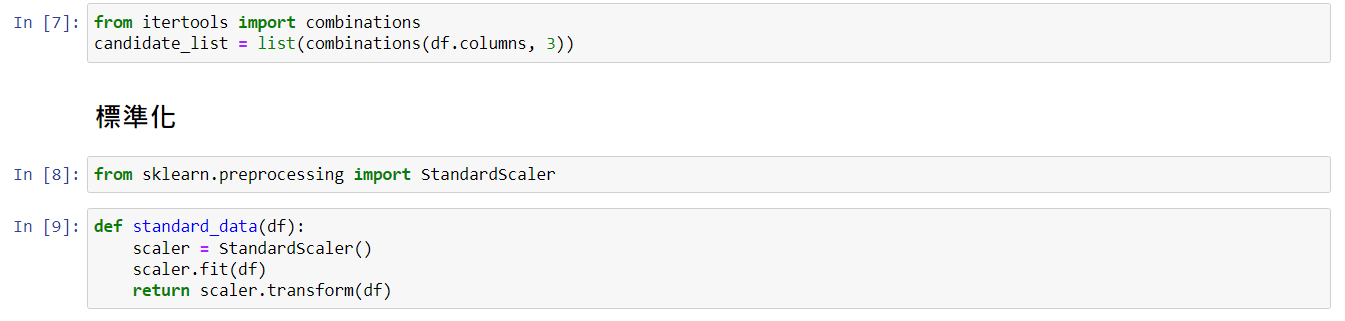 In [7]: from itertools import combinations
candidate_list = list(combinations(df.columns, 3))
標準化
In [8]: from sklearn.preprocessing import StandardScaler
In [9]: def standard_data(df):
    scaler = StandardScaler()
    scaler.fit(df)
    return scaler.transform(df)